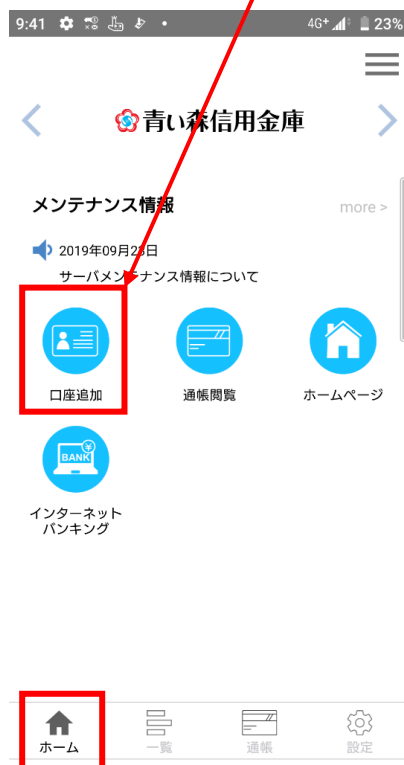 9:41 4G+ 23%
青い森信用金庫
メンテナンス情報 more >
2019年09月23日
サーバメンテナンス情報について
口座追加 通帳閲覧 ホームページ
BANK ¥
インターネット
バンキング
ホーム 一覧 通帳 設定